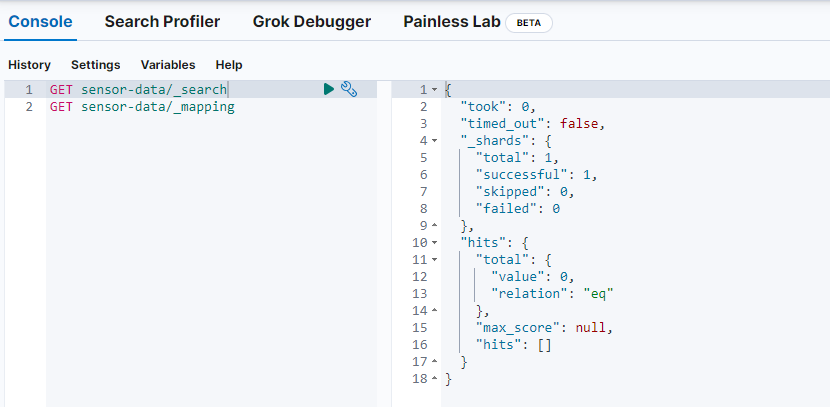 Console Search Profiler Grok Debugger Painless Lab BETA
History Settings Variables Help
1 GET sensor-data/_search
2 GET sensor-data/_mapping
1 {
2 "took": 0,
3 "timed_out": false,
4 "_shards": {
5 "total": 1,
6 "successful": 1,
7 "skipped": 0,
8 "failed": 0
9 },
10 "hits": {
11 "total": {
12 "value": 0,
13 "relation": "eq"
14 },
15 "max_score": null,
16 "hits": []
17 }
18 }